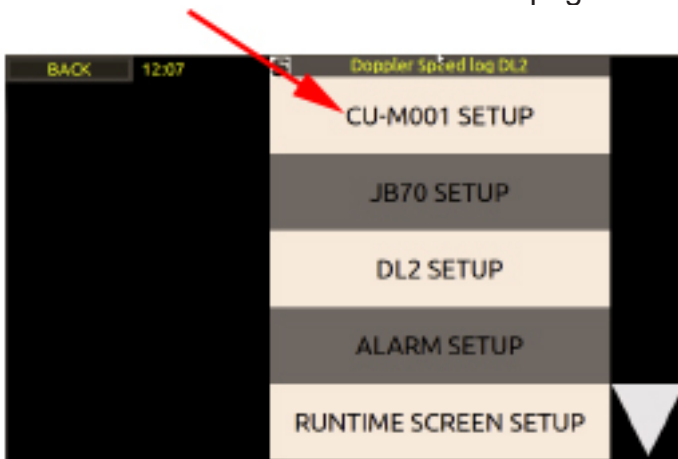 BACK 12:07 Doppler Speed log DL2
CU-M001 SETUP
JB70 SETUP
DL2 SETUP
ALARM SETUP
RUNTIME SCREEN SETUP